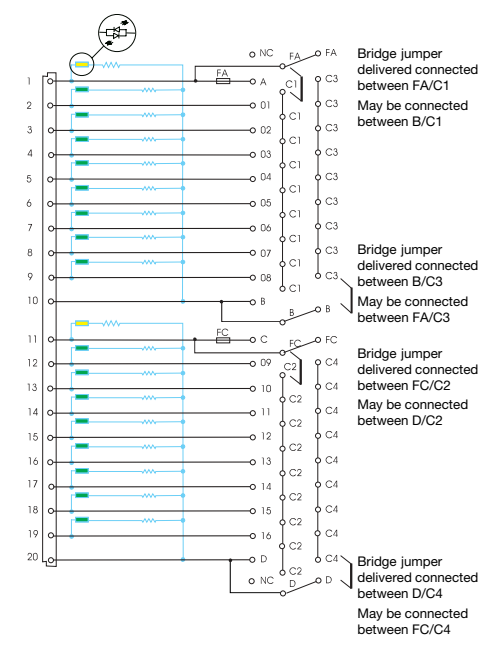 NC FA FA
1 FA A C1 C3
2 01 C3
3 02 C1 C3
4 03 C1 C3
5 04 C1 C3
6 05 C1 C3
7 06 C1 C3
8 07 C1 C3
9 08 C1 C3
C1
10 B B B
11 FC C FC FC
12 09 C2 C4
13 10 C2 C4
14 11 C2 C4
15 12 C2 C4
16 13 C2 C4
17 14 C2 C4
18 15 C2 C4
19 16 C2 C4
20 D C2 C4
NC D D
Bridge jumper
delivered connected
between FA/C1
May be connected
between B/C1
Bridge jumper
delivered connected
between B/C3
May be connected
between FA/C3
Bridge jumper
delivered connected
between FC/C2
May be connected
between D/C2
Bridge jumper
delivered connected
between D/C4
May be connected
between FC/C4